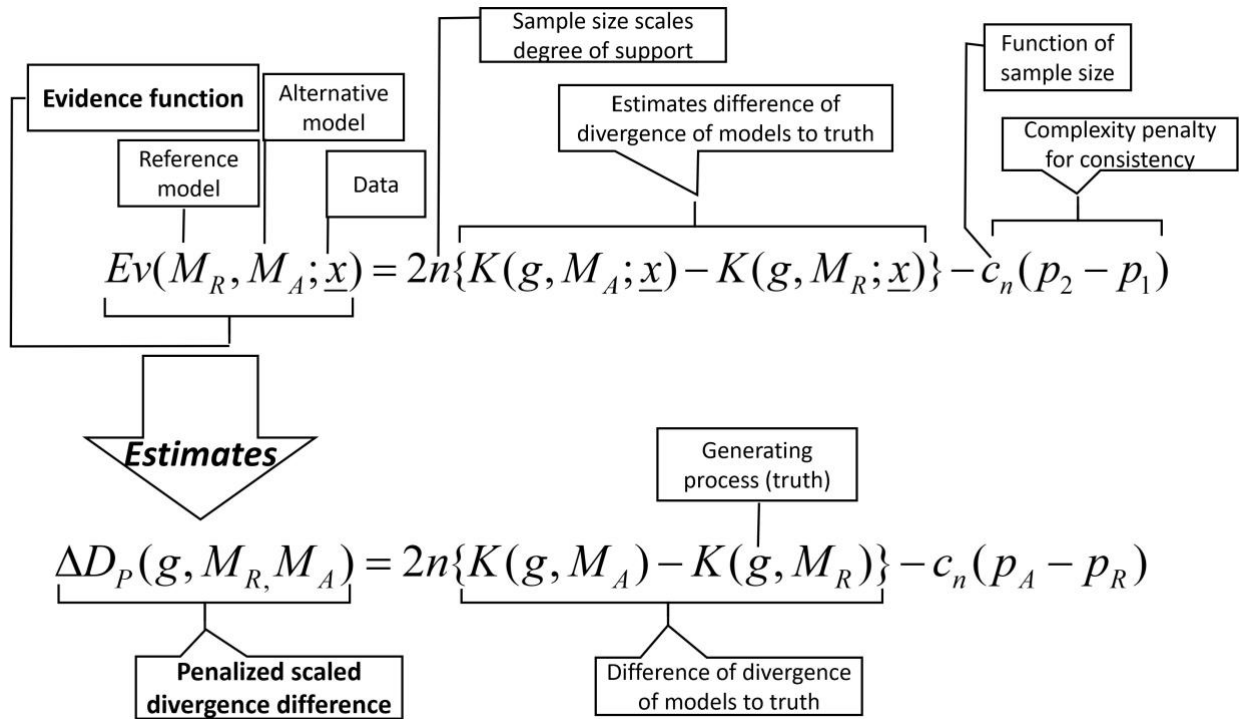 Sample size scales
degree of support
Function of
sample size
Evidence function
Alternative
model
Estimates difference of
divergence of models to truth
Complexity penalty
for consistency
Reference
model
Data
Ev(M_R, M_A; x) = 2n{K(g, M_A; x) − K(g, M_R; x)} − c_n(p_2 − p_1)
Estimates
Generating
process (truth)
ΔD_P(g, M_R, M_A) = 2n{K(g, M_A) − K(g, M_R)} − c_n(p_A − p_R)
Penalized scaled
divergence difference
Difference of divergence
of models to truth